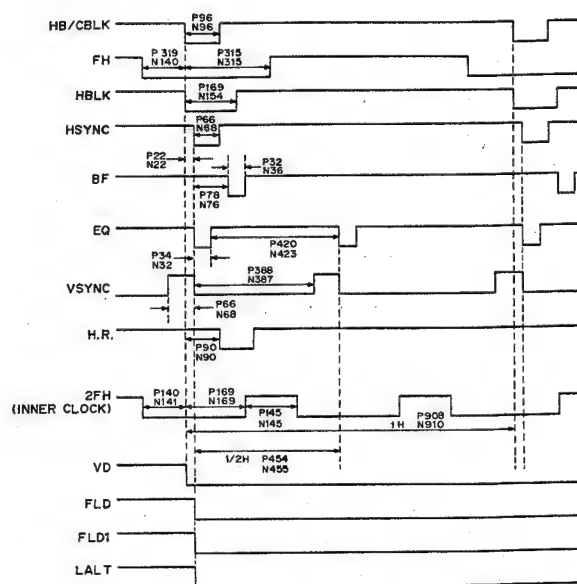 HB/CBLK
P96
N96
FH
P319
N140
P315
N315
HBLK
P169
N154
HSYNC
P66
N68
P22
N22
BF
P32
N36
P78
N76
EQ
P34
N32
P420
N423
VSYNC
P388
N387
P66
N68
H.R.
P90
N90
2FH
(INNER CLOCK)
P140
N141
P169
N169
P145
N145
1H
P908
N910
1/2H
P454
N455
VD
FLD
FLD1
LALT